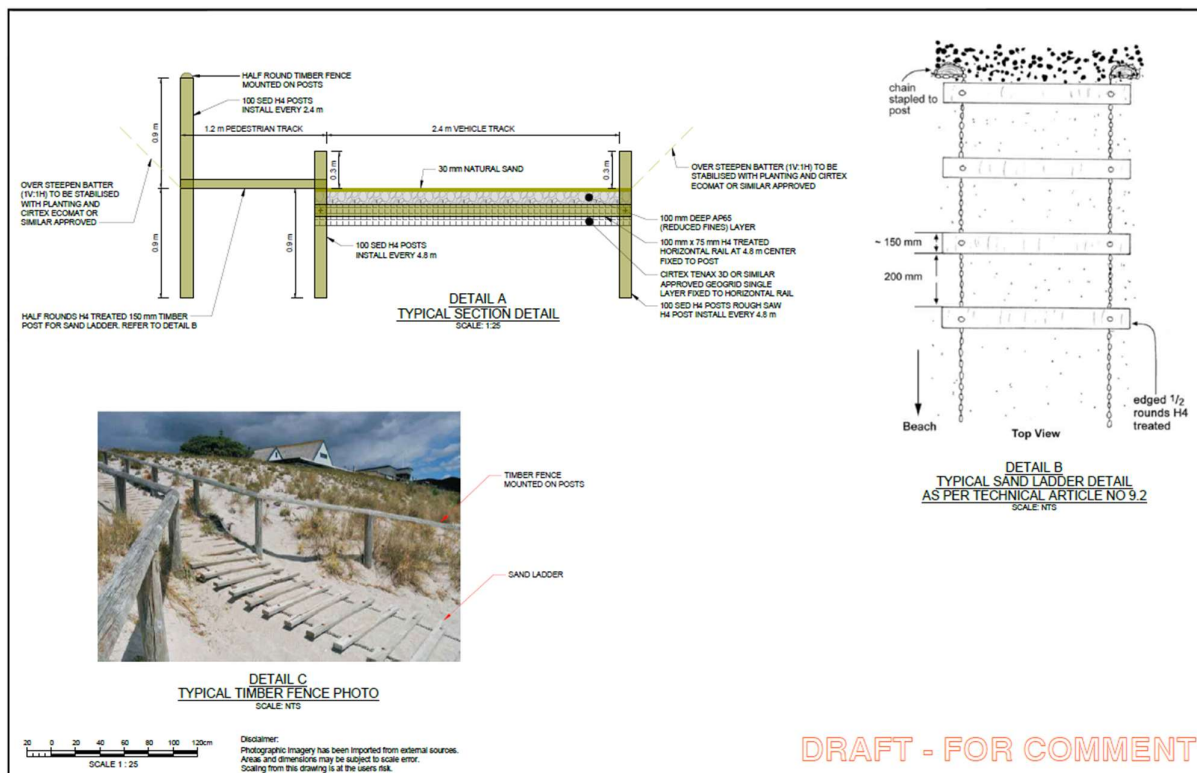 HALF ROUND TIMBER FENCE
MOUNTED ON POSTS
100 SED H4 POSTS
INSTALL EVERY 2.4 m
0.9 m
1.2 m PEDESTRIAN TRACK
2.4 m VEHICLE TRACK
0.3 m
30 mm NATURAL SAND
0.3 m
OVER STEEPEN BATTER (1V:1H) TO BE
STABILISED WITH PLANTING AND CIRTEX
ECOMAT OR SIMILAR APPROVED
OVER STEEPEN BATTER
(1V:1H) TO BE STABILISED
WITH PLANTING AND
CIRTEX ECOMAT OR
SIMILAR APPROVED
0.9 m
0.9 m
100 SED H4 POSTS
INSTALL EVERY 4.8 m
100 mm DEEP AP65
(REDUCED FINES) LAYER
100 mm x 75 mm H4 TREATED
HORIZONTAL RAIL AT 4.8 m CENTER
FIXED TO POST
CIRTEX TENAX 3D OR SIMILAR
APPROVED GEOGRID SINGLE
LAYER FIXED TO HORIZONTAL RAIL
100 SED H4 POSTS ROUGH SAW
H4 POST INSTALL EVERY 4.8 m
HALF ROUNDS H4 TREATED 150 mm TIMBER
POST FOR SAND LADDER. REFER TO DETAIL B
DETAIL A
TYPICAL SECTION DETAIL
SCALE: 1:25
chain
stapled to
post
~ 150 mm
200 mm
Beach
Top View
edged 1/2
rounds H4
treated
DETAIL B
TYPICAL SAND LADDER DETAIL
AS PER TECHNICAL ARTICLE NO 9.2
SCALE: NTS
TIMBER FENCE
MOUNTED ON POSTS
SAND LADDER
DETAIL C
TYPICAL TIMBER FENCE PHOTO
SCALE: NTS
20 0 20 40 60 80 100 120cm
SCALE 1 : 25
Disclaimer:
Photographic Imagery has been imported from external sources.
Areas and dimensions may be subject to scale error.
Scaling from this drawing is at the users risk.
DRAFT - FOR COMMENT